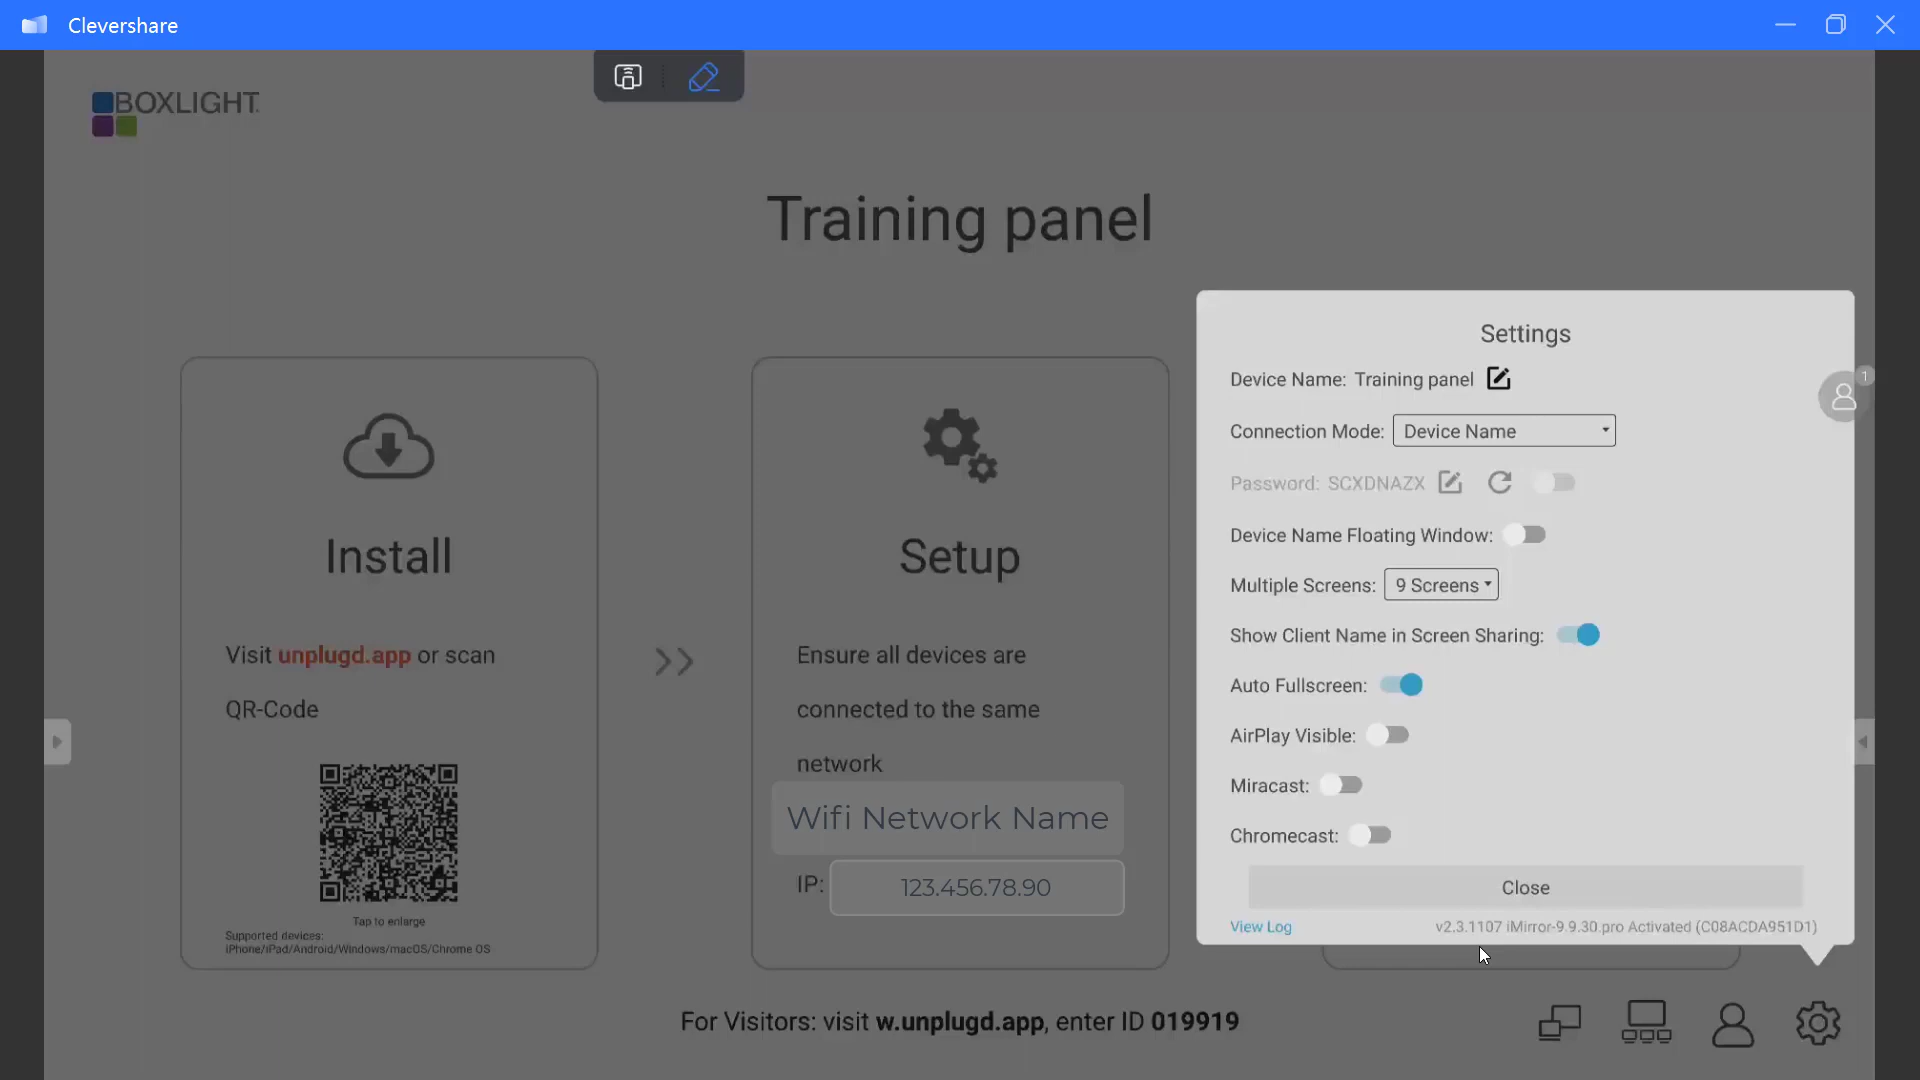 Clevershare
BOXLIGHT
Training panel
Install
Visit unplugd.app or scan
QR-Code
Tap to enlarge
Supported devices:
iPhone/iPad/Android/Windows/macOS/Chrome OS
Setup
Ensure all devices are
connected to the same
network
Wifi Network Name
IP: 123.456.78.90
Settings
Device Name: Training panel
1
Connection Mode: Device Name
Password: SCXDNAZX
Device Name Floating Window:
Multiple Screens: 9 Screens
Show Client Name in Screen Sharing:
Auto Fullscreen:
AirPlay Visible:
Miracast:
Chromecast:
Close
View Log v2.3.1107 iMirror-9.9.30.pro Activated (C08ACDA951D1)
For Visitors: visit w.unplugd.app, enter ID 019919